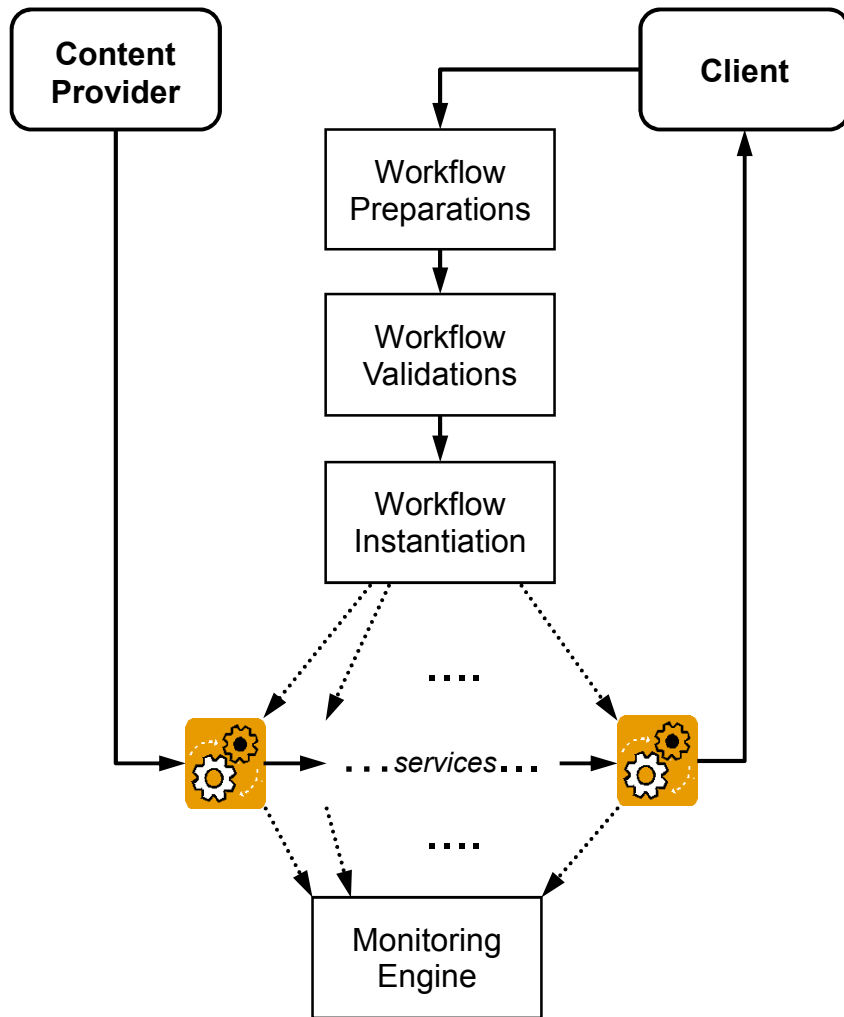 Content
Provider
Client
Workflow
Preparations
Workflow
Validations
Workflow
Instantiation
....
...services...
....
Monitoring
Engine